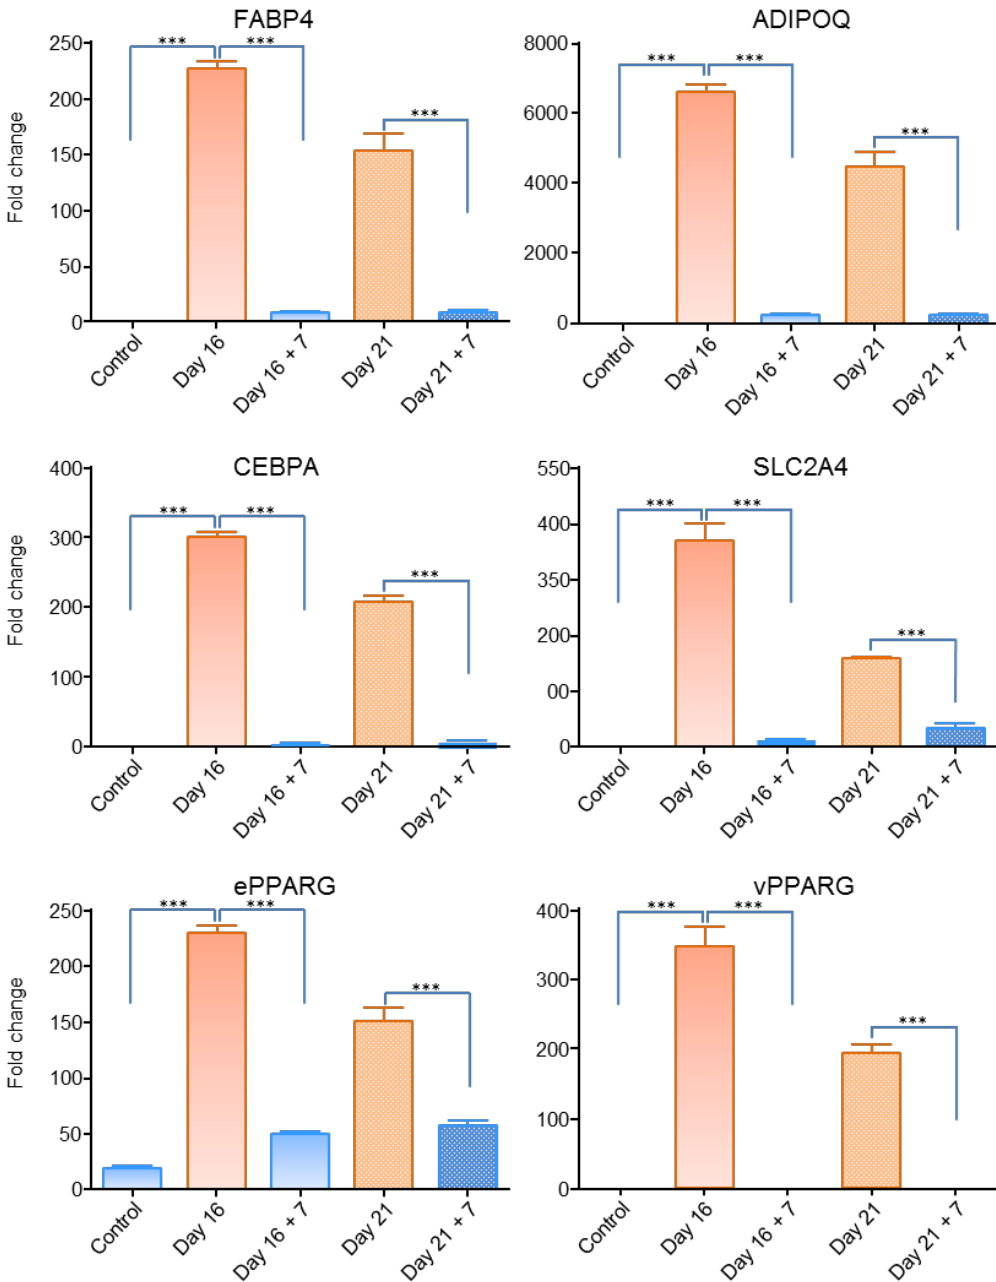 FABP4
Fold change
250
200
150
100
50
0
***
***
***
Control
Day 16
Day 16 + 7
Day 21
Day 21 + 7
ADIPOQ
8000
6000
4000
2000
0
***
***
***
Control
Day 16
Day 16 + 7
Day 21
Day 21 + 7
CEBPA
Fold change
400
300
200
100
0
***
***
***
Control
Day 16
Day 16 + 7
Day 21
Day 21 + 7
SLC2A4
550
400
350
200
00
0
***
***
***
Control
Day 16
Day 16 + 7
Day 21
Day 21 + 7
ePPARG
Fold change
250
200
150
100
50
0
***
***
***
Control
Day 16
Day 16 + 7
Day 21
Day 21 + 7
vPPARG
400
300
200
100
0
***
***
***
Control
Day 16
Day 16 + 7
Day 21
Day 21 + 7